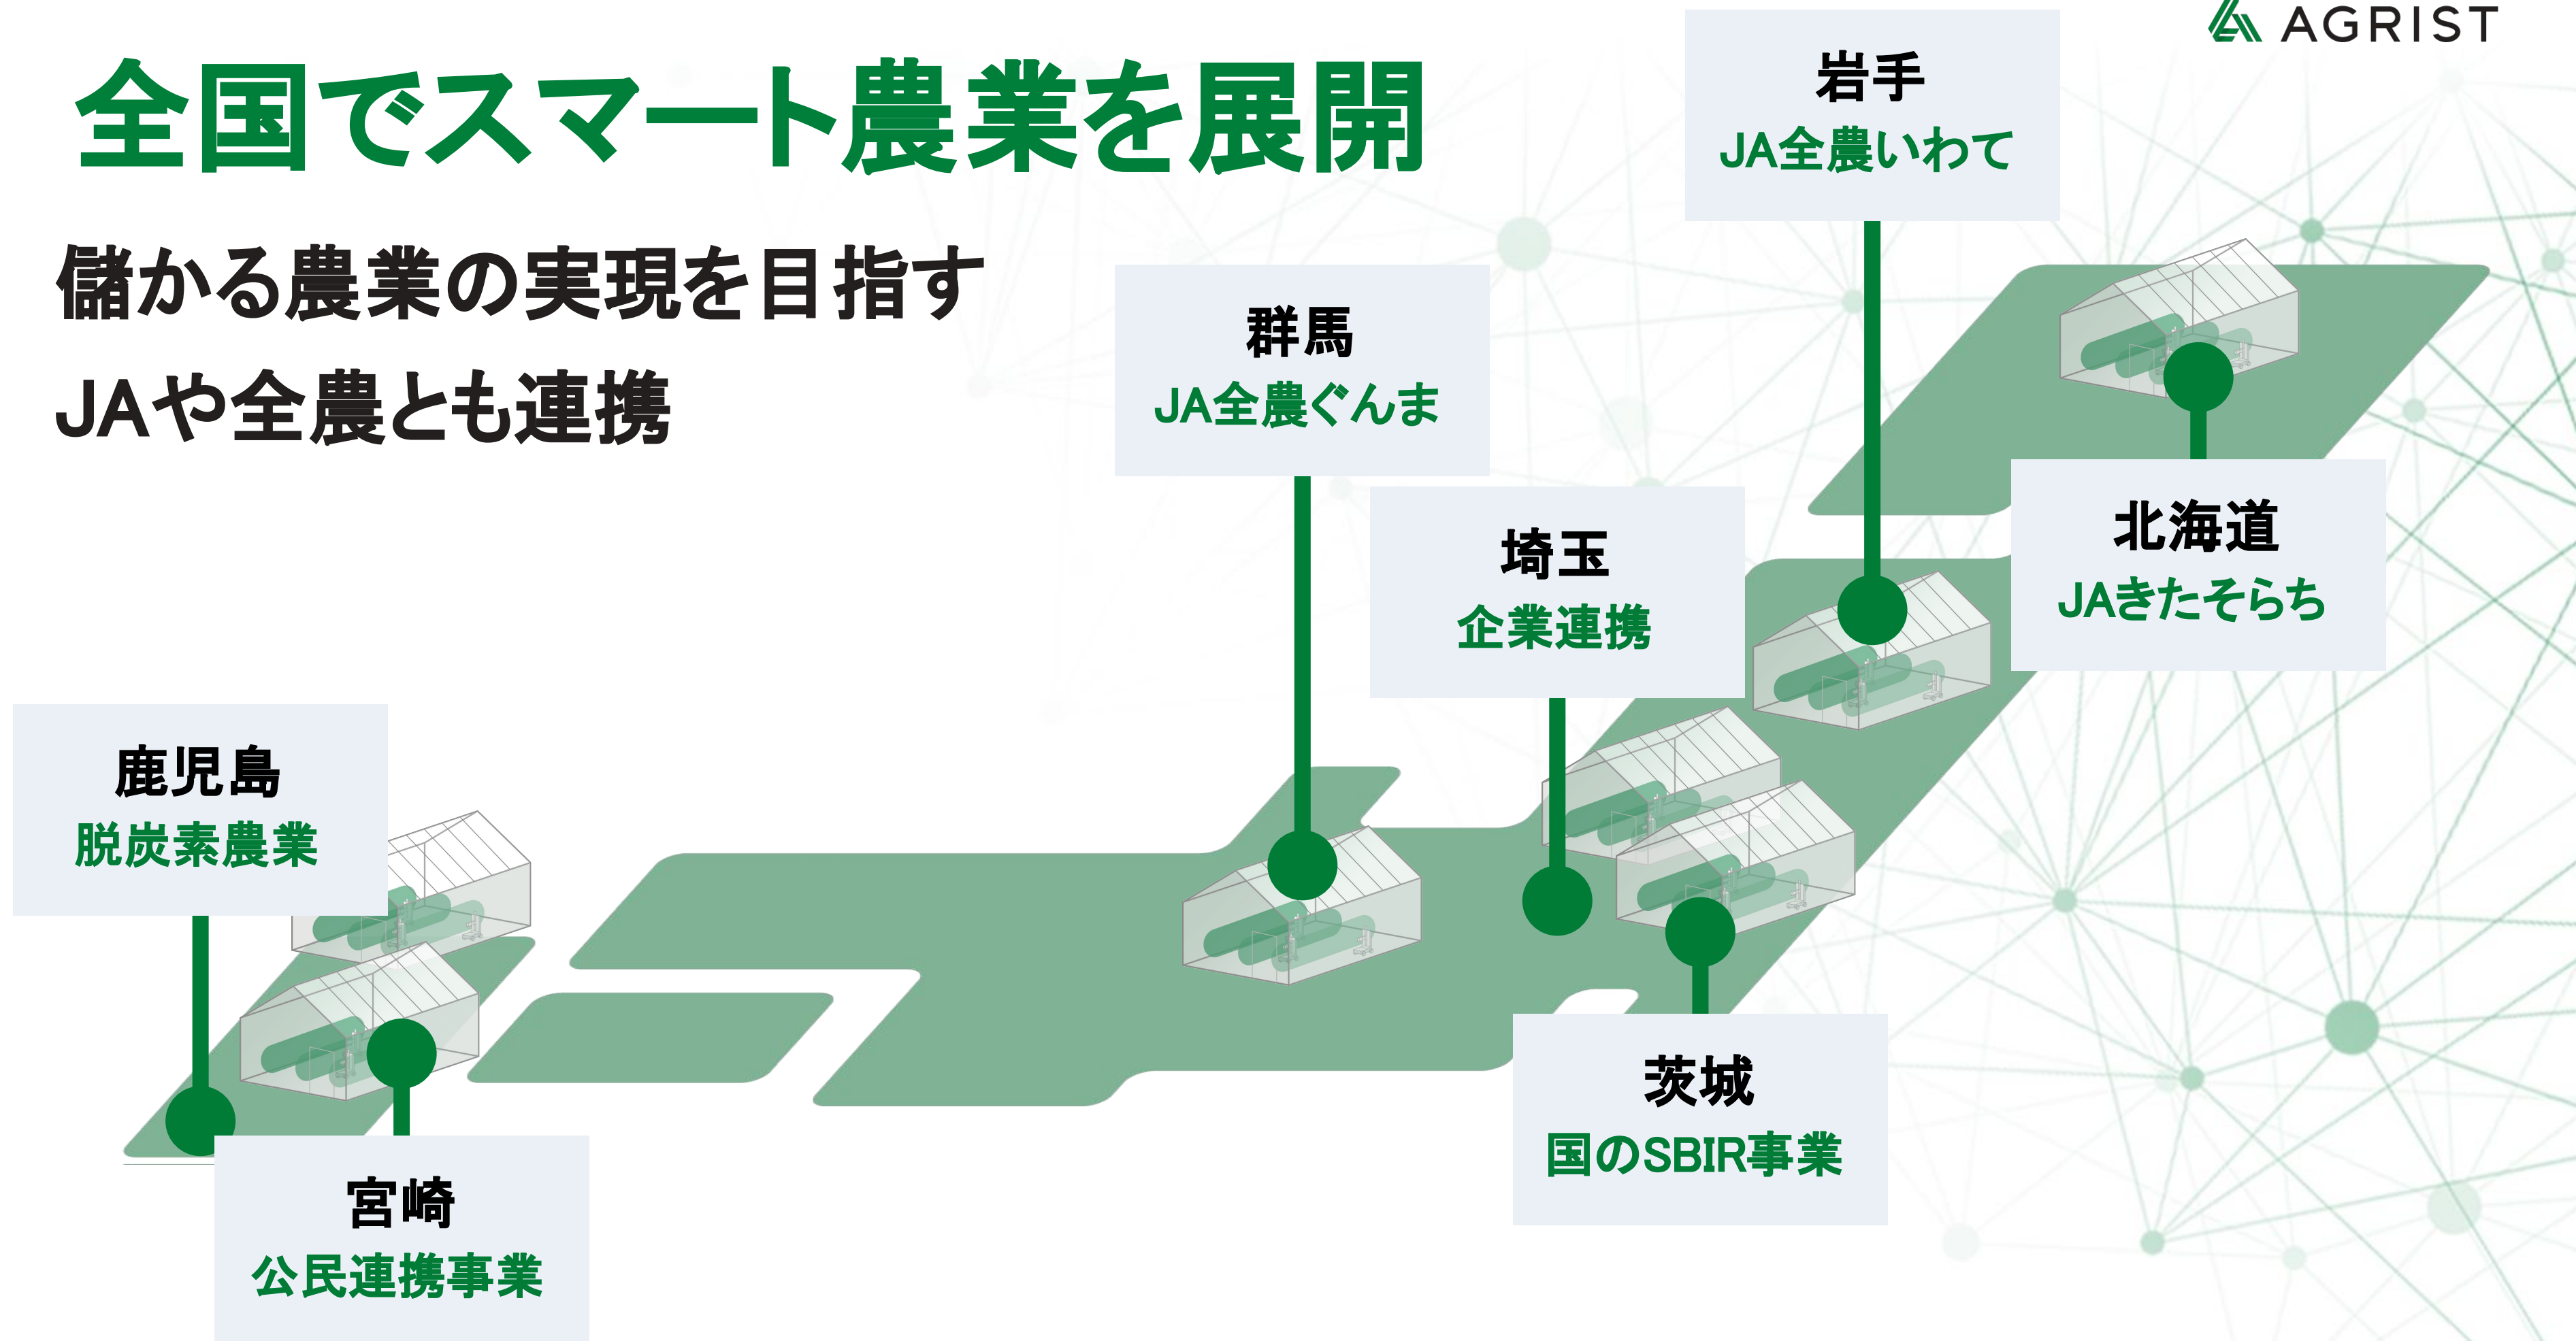 AGRIST
全国でスマート農業を展開
儲かる農業の実現を目指す
JAや全農とも連携
岩手
JA全農いわて
群馬
JA全農ぐんま
埼玉
企業連携
北海道
JAきたそらち
鹿児島
脱炭素農業
茨城
国のSBIR事業
宮崎
公民連携事業